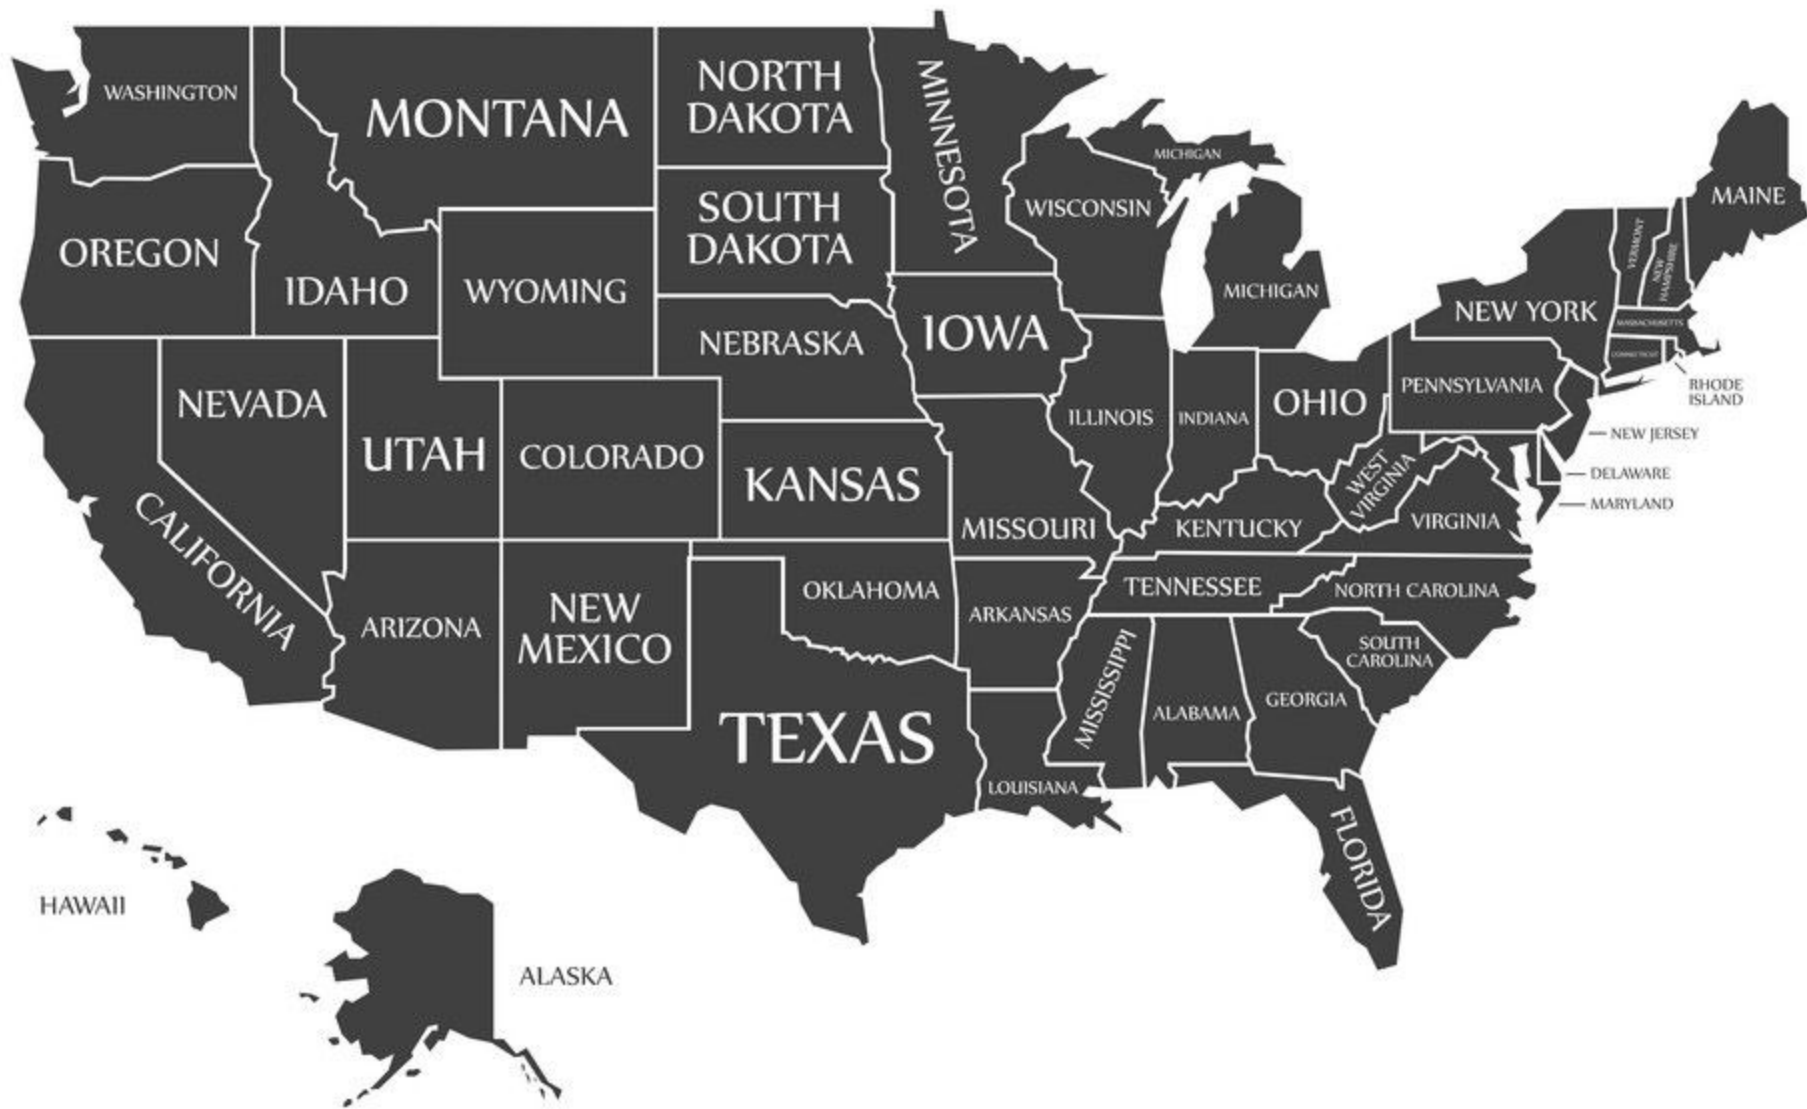 WASHINGTON
MONTANA
NORTH
DAKOTA
MINNESOTA
MICHIGAN
MAINE
OREGON
IDAHO
WYOMING
SOUTH
DAKOTA
WISCONSIN
MICHIGAN
VERMONT
NEW
HAMPSHIRE
NEW YORK
MASSACHUSETTS
CONNECTICUT
RHODE
ISLAND
NEBRASKA
IOWA
NEVADA
UTAH
COLORADO
KANSAS
ILLINOIS
INDIANA
OHIO
PENNSYLVANIA
NEW JERSEY
DELAWARE
MARYLAND
WEST
VIRGINIA
VIRGINIA
CALIFORNIA
MISSOURI
KENTUCKY
ARIZONA
NEW
MEXICO
OKLAHOMA
ARKANSAS
TENNESSEE
NORTH CAROLINA
SOUTH
CAROLINA
TEXAS
MISSISSIPPI
ALABAMA
GEORGIA
LOUISIANA
FLORIDA
HAWAII
ALASKA